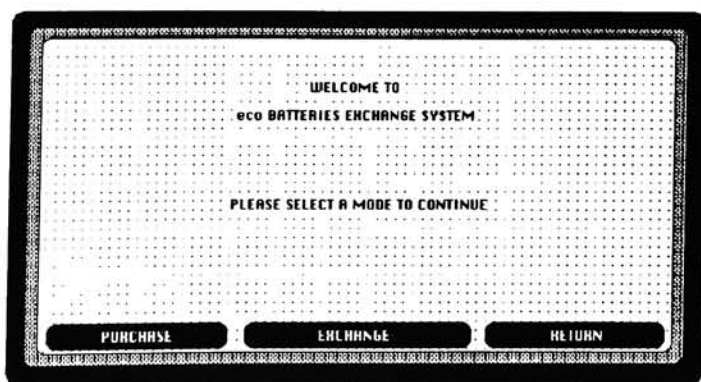 WELCOME TO
eco BATTERIES EXCHANGE SYSTEM
PLEASE SELECT A MODE TO CONTINUE
PURCHASE
EXCHANGE
RETURN